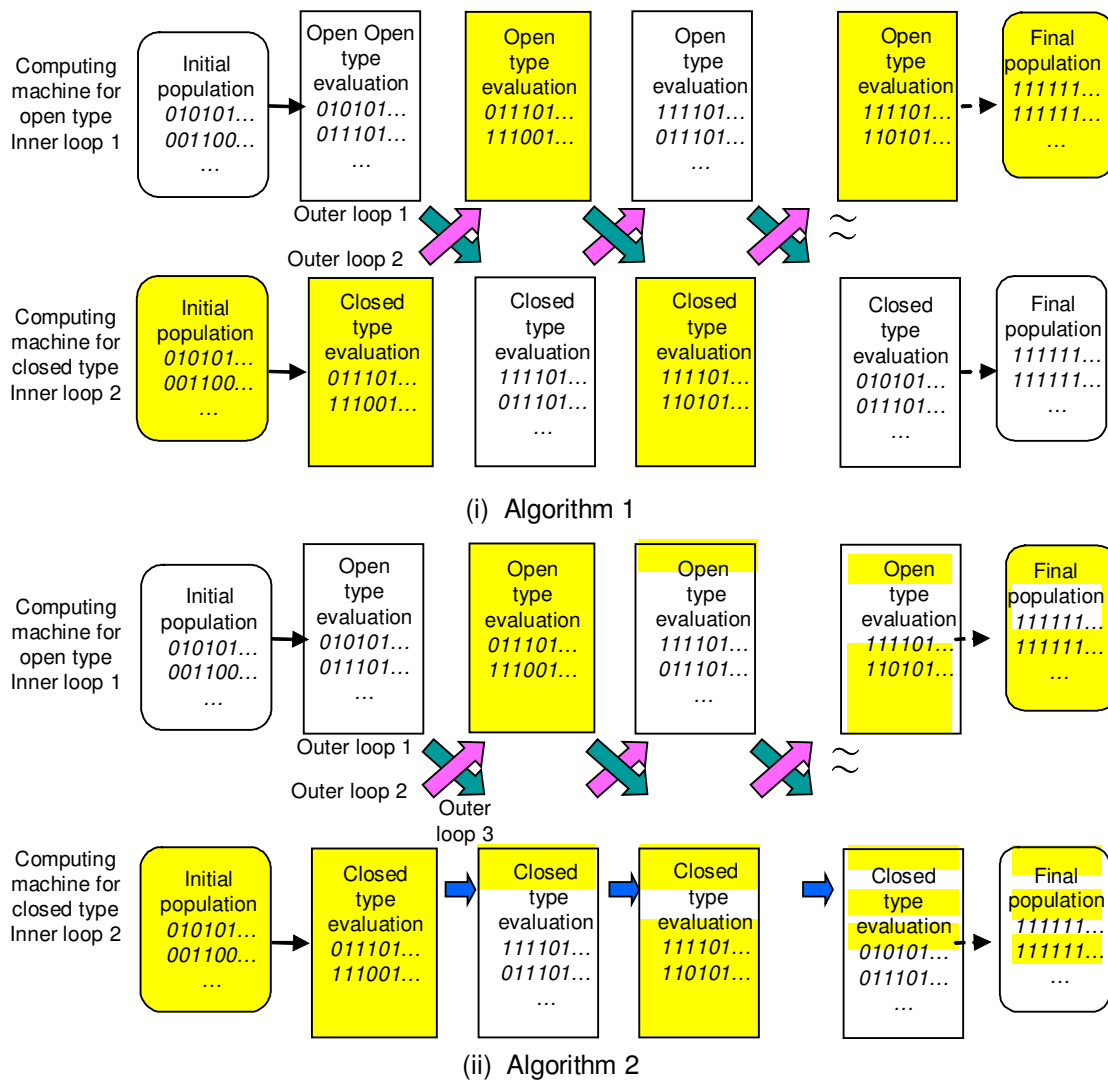 Computing
machine for
open type
Inner loop 1
Initial
population
010101...
001100...
...
Open Open
type
evaluation
010101...
011101...
...
Open
type
evaluation
011101...
111001...
Open
type
evaluation
111101...
011101...
...
Open
type
evaluation
111101...
110101...
Final
population
111111...
111111...
...
Outer loop 1
Outer loop 2
≈
Computing
machine for
closed type
Inner loop 2
Initial
population
010101...
001100...
...
Closed
type
evaluation
011101...
111001...
Closed
type
evaluation
111101...
011101...
...
Closed
type
evaluation
111101...
110101...
Closed
type
evaluation
010101...
011101...
...
Final
population
111111...
111111...
...
(i) Algorithm 1
Computing
machine for
open type
Inner loop 1
Initial
population
010101...
001100...
...
Open
type
evaluation
010101...
011101...
...
Open
type
evaluation
011101...
111001...
Open
type
evaluation
111101...
011101...
...
Open
type
evaluation
111101...
110101...
Final
population
111111...
111111...
...
Outer loop 1
Outer loop 2
Outer
loop 3
≈
Computing
machine for
closed type
Inner loop 2
Initial
population
010101...
001100...
...
Closed
type
evaluation
011101...
111001...
Closed
type
evaluation
111101...
011101...
...
Closed
type
evaluation
111101...
110101...
Closed
type
evaluation
010101...
011101...
...
Final
population
111111...
111111...
...
(ii) Algorithm 2